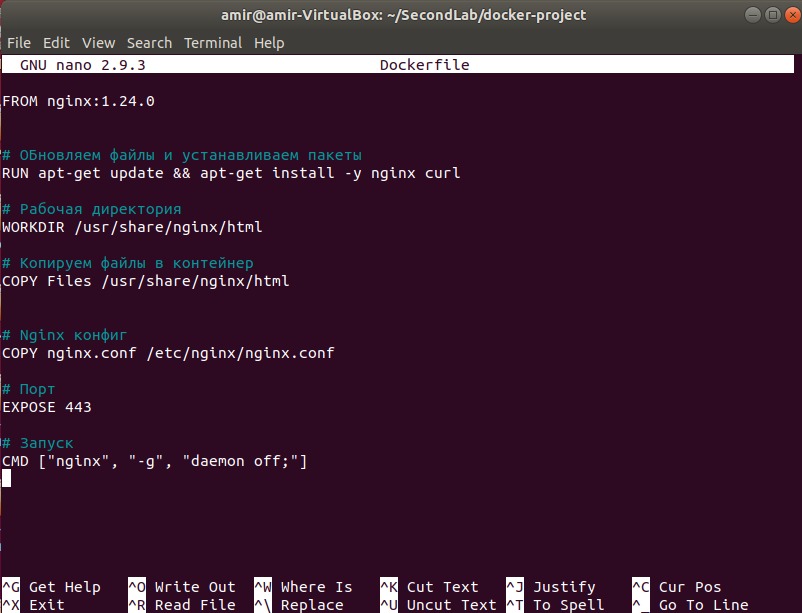 amir@amir-VirtualBox: ~/SecondLab/docker-project
File Edit View Search Terminal Help
GNU nano 2.9.3 Dockerfile
FROM nginx:1.24.0
# ОБновляем файлы и устанавливаем пакеты
RUN apt-get update && apt-get install -y nginx curl
# Рабочая директория
WORKDIR /usr/share/nginx/html
# Копируем файлы в контейнер
COPY Files /usr/share/nginx/html
# Nginx конфиг
COPY nginx.conf /etc/nginx/nginx.conf
# Порт
EXPOSE 443
# Запуск
CMD ["nginx", "-g", "daemon off;"]
^G Get Help ^O Write Out ^W Where Is ^K Cut Text ^J Justify ^C Cur Pos
^X Exit ^R Read File ^\ Replace ^U Uncut Text ^T To Spell ^_ Go To Line